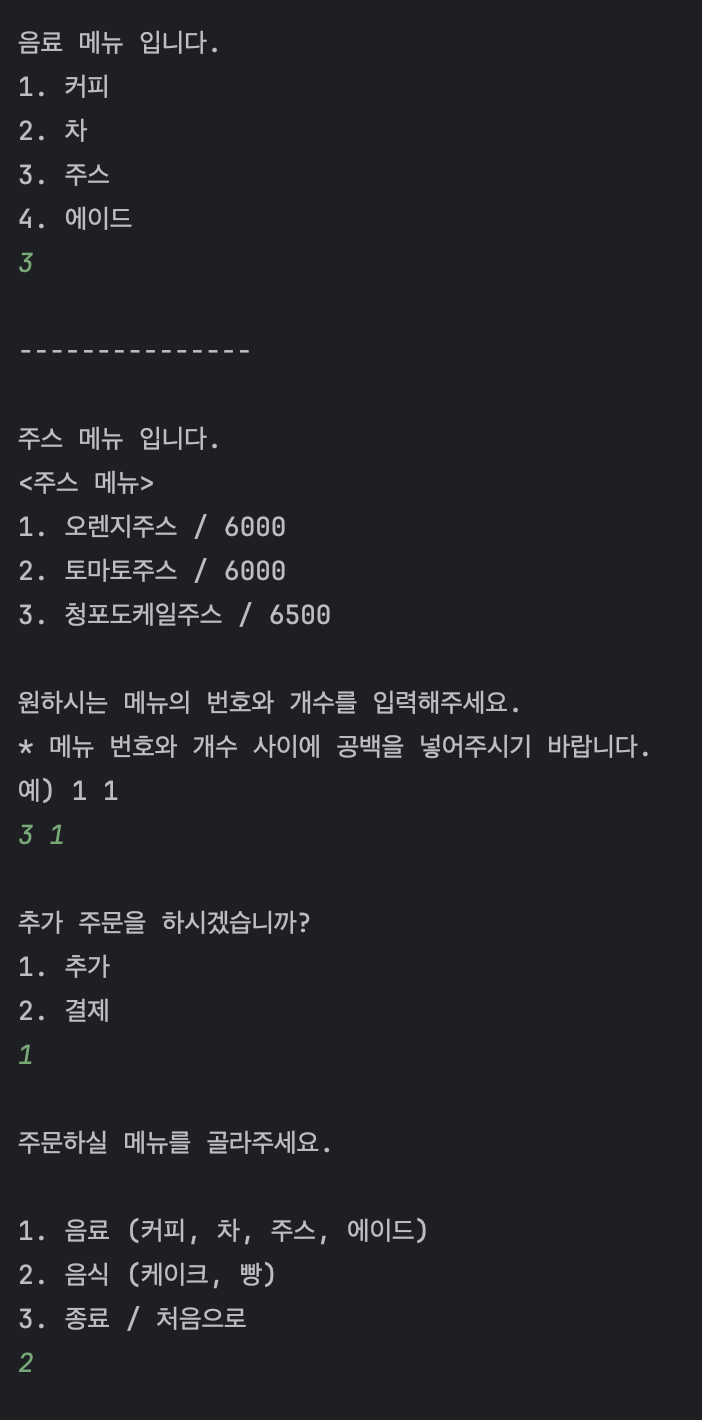 음료 메뉴 입니다.
1. 커피
2. 차
3. 주스
4. 에이드
3
---------------
주스 메뉴 입니다.
<주스 메뉴>
1. 오렌지주스 / 6000
2. 토마토주스 / 6000
3. 청포도케일주스 / 6500
원하시는 메뉴의 번호와 개수를 입력해주세요.
* 메뉴 번호와 개수 사이에 공백을 넣어주시기 바랍니다.
예) 1 1
3 1
추가 주문을 하시겠습니까?
1. 추가
2. 결제
1
주문하실 메뉴를 골라주세요.
1. 음료 (커피, 차, 주스, 에이드)
2. 음식 (케이크, 빵)
3. 종료 / 처음으로
2